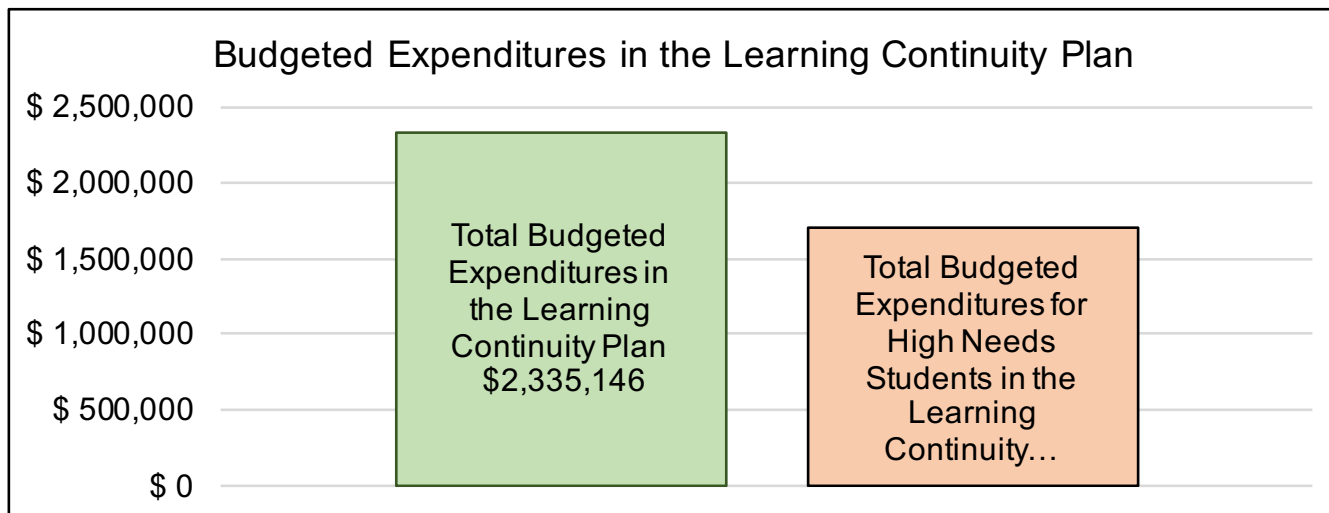 Budgeted Expenditures in the Learning Continuity Plan
$ 2,500,000
$ 2,000,000
$ 1,500,000
$ 1,000,000
$ 500,000
$ 0
Total Budgeted
Expenditures in
the Learning
Continuity Plan
$2,335,146
Total Budgeted
Expenditures for
High Needs
Students in the
Learning
Continuity…